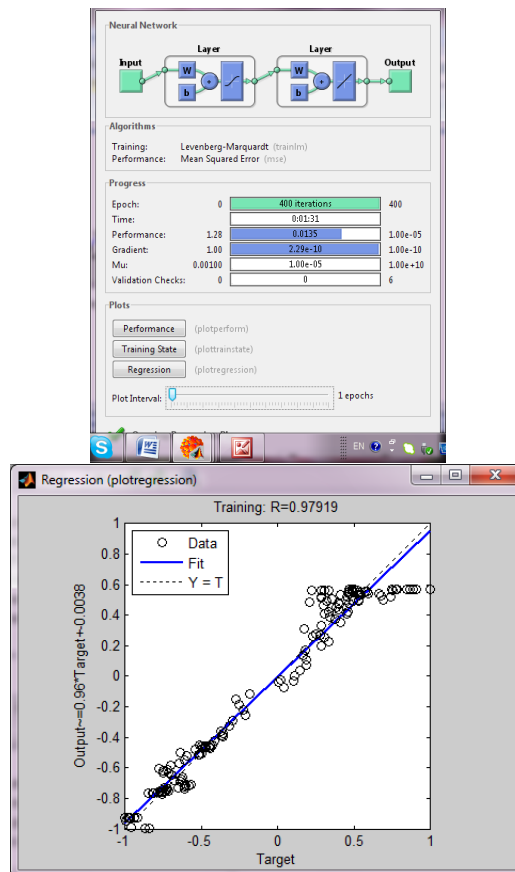 Neural Network
Layer Layer
Input Output
W W
b b
+ +
Algorithms
Training: Levenberg-Marquardt (trainlm)
Performance: Mean Squared Error (mse)
Progress
Epoch: 0 400 iterations 400
Time: 0:01:31
Performance: 1.28 0.0135 1.00e-05
Gradient: 1.00 2.29e-10 1.00e-10
Mu: 0.00100 1.00e-05 1.00e+10
Validation Checks: 0 0 6
Plots
Performance (plotperform)
Training State (plottrainstate)
Regression (plotregression)
Plot Interval: 1 epochs
EN
Regression (plotregression)
Training: R=0.97919
Data
Fit
Y = T
Output~=0.96*Target+-0.0038
1
0.8
0.6
0.4
0.2
0
-0.2
-0.4
-0.6
-0.8
-1
-1 -0.5 0 0.5 1
Target